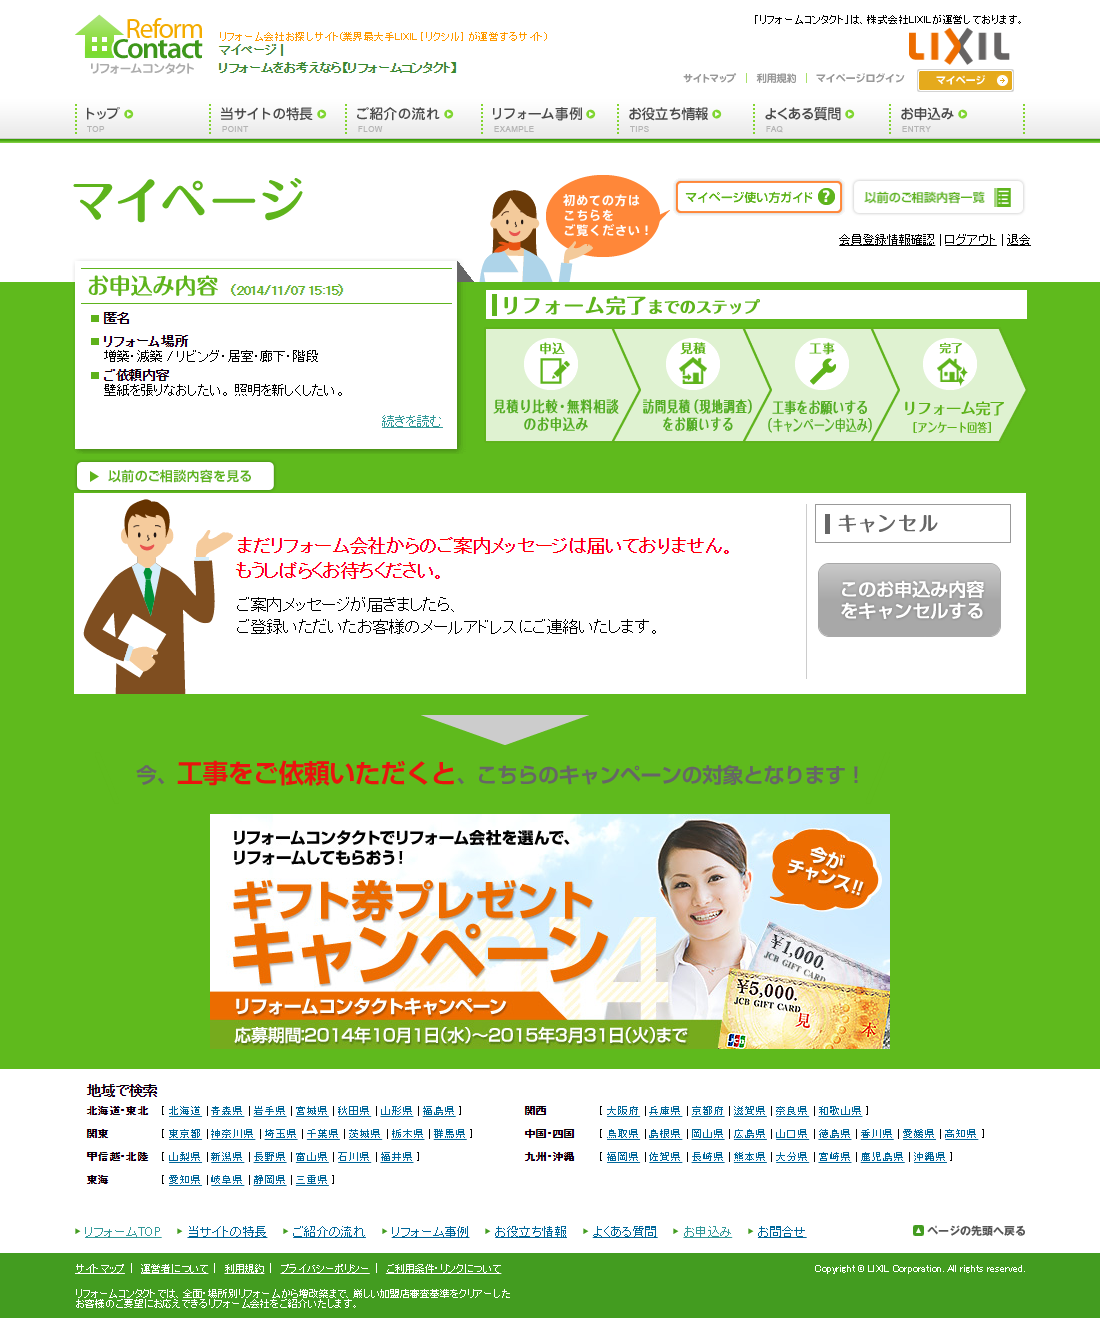 Reform
Contact
リフォームコンタクト
リフォーム会社お探しサイト(業界最大手LIXIL [リクシル] が運営するサイト)
マイページ |
リフォームをお考えなら【リフォームコンタクト】
「リフォームコンタクト」は、株式会社LIXILが運営しております。
LIXIL
サイトマップ | 利用規約 | マイページログイン
マイページ
トップ
TOP
当サイトの特長
POINT
ご紹介の流れ
FLOW
リフォーム事例
EXAMPLE
お役立ち情報
TIPS
よくある質問
FAQ
お申込み
ENTRY
マイページ
初めての方は
こちらを
ご覧ください！
マイページ使い方ガイド ?
以前のご相談内容一覧
会員登録情報確認 | ログアウト | 退会
お申込み内容 (2014/11/07 15:15)
匿名
リフォーム場所
増築・減築 / リビング・居室・廊下・階段
ご依頼内容
壁紙を張りなおしたい。照明を新しくしたい。
続きを読む
リフォーム完了までのステップ
申込
見積り比較・無料相談
のお申込み
見積
訪問見積（現地調査）
をお願いする
工事
工事をお願いする
(キャンペーン申込み)
完了
リフォーム完了
[アンケート回答]
以前のご相談内容を見る
まだリフォーム会社からのご案内メッセージは届いておりません。
もうしばらくお待ちください。
ご案内メッセージが届きましたら、
ご登録いただいたお客様のメールアドレスにご連絡いたします。
キャンセル
このお申込み内容
をキャンセルする
今、工事をご依頼いただくと、こちらのキャンペーンの対象となります！
リフォームコンタクトでリフォーム会社を選んで、
リフォームしてもらおう！
今が
チャンス!!
2014
ギフト券プレゼント
キャンペーン
リフォームコンタクトキャンペーン
応募期間:2014年10月1日(水)〜2015年3月31日(火)まで
¥1,000.
JCB GIFT CARD
¥5,000.
JCB GIFT CARD
見本
JCB
地域で検索
北海道・東北 [ 北海道 | 青森県 | 岩手県 | 宮城県 | 秋田県 | 山形県 | 福島県 ]
関東 [ 東京都 | 神奈川県 | 埼玉県 | 千葉県 | 茨城県 | 栃木県 | 群馬県 ]
甲信越・北陸 [ 山梨県 | 新潟県 | 長野県 | 富山県 | 石川県 | 福井県 ]
東海 [ 愛知県 | 岐阜県 | 静岡県 | 三重県 ]
関西 [ 大阪府 | 兵庫県 | 京都府 | 滋賀県 | 奈良県 | 和歌山県 ]
中国・四国 [ 鳥取県 | 島根県 | 岡山県 | 広島県 | 山口県 | 徳島県 | 香川県 | 愛媛県 | 高知県 ]
九州・沖縄 [ 福岡県 | 佐賀県 | 長崎県 | 熊本県 | 大分県 | 宮崎県 | 鹿児島県 | 沖縄県 ]
リフォームTOP 当サイトの特長 ご紹介の流れ リフォーム事例 お役立ち情報 よくある質問 お申込み お問合せ
ページの先頭へ戻る
サイトマップ | 運営者について | 利用規約 | プライバシーポリシー | ご利用条件・リンクについて
Copyright © LIXIL Corporation. All rights reserved.
リフォームコンタクトでは、全面・場所別リフォームから増改築まで、厳しい加盟店審査基準をクリアーした
お客様のご要望にお応えできるリフォーム会社をご紹介いたします。